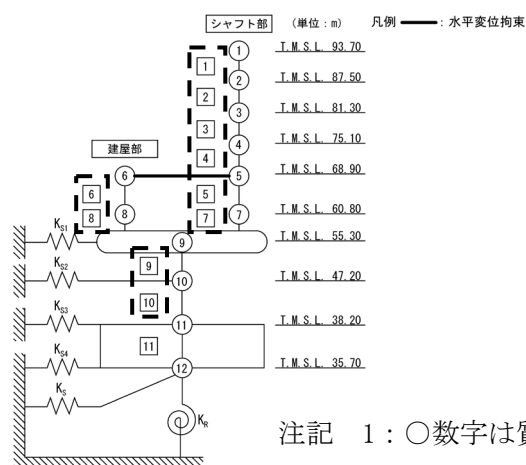 シャフト部 (単位:m) 凡例 : 水平変位拘束
① T.M.S.L. 93.70
1
② T.M.S.L. 87.50
2
③ T.M.S.L. 81.30
3
④ T.M.S.L. 75.10
4
建屋部
⑥ ⑤ T.M.S.L. 68.90
6 5
⑧ ⑦ T.M.S.L. 60.80
8 7
KS1 ⑨ T.M.S.L. 55.30
9
KS2 ⑩ T.M.S.L. 47.20
10
KS3 ⑪ T.M.S.L. 38.20
11
KS4 ⑫ T.M.S.L. 35.70
KS
KR
注記 1:○数字は質